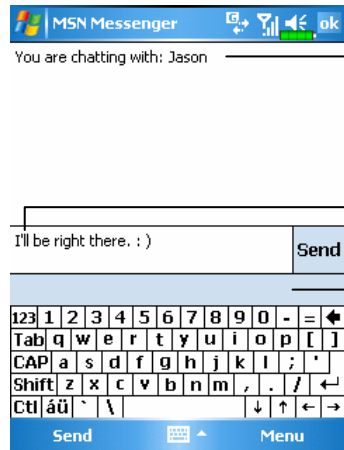 MSN Messenger G ok
You are chatting with: Jason
I'll be right there. : )
Send
123 1 2 3 4 5 6 7 8 9 0 - =
Tab q w e r t y u i o p [ ]
CAP a s d f g h j k l ; '
Shift z x c v b n m , . /
Ctl áü ` \
Send Menu